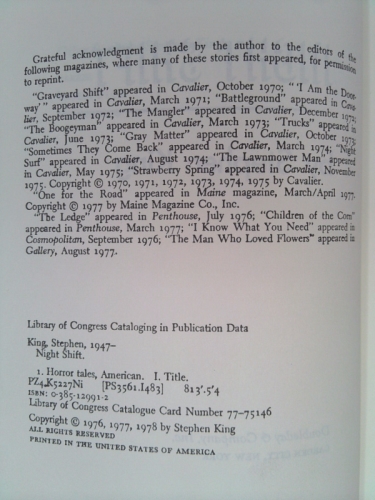 Grateful acknowledgment is made by the author to the editors of the
following magazines, where many of these stories first appeared, for permission
to reprint.
"Graveyard Shift" appeared in Cavalier, October 1970; "'I Am the Door-
way'" appeared in Cavalier, March 1971; "Battleground" appeared in Cava-
lier, September 1972; "The Mangler" appeared in Cavalier, December 1972;
"The Boogeyman" appeared in Cavalier, March 1973; "Trucks" appeared in
Cavalier, June 1973; "Gray Matter" appeared in Cavalier, October 1973;
"Sometimes They Come Back" appeared in Cavalier, March 1974; "Night
Surf" appeared in Cavalier, August 1974; "The Lawnmower Man" appeared
in Cavalier, May 1975; "Strawberry Spring" appeared in Cavalier, November
1975. Copyright © 1970, 1971, 1972, 1973, 1974, 1975 by Cavalier.
"One for the Road" appeared in Maine magazine, March/April 1977.
Copyright © 1977 by Maine Magazine Co., Inc.
"The Ledge" appeared in Penthouse, July 1976; "Children of the Corn"
appeared in Penthouse, March 1977; "I Know What You Need" appeared in
Cosmopolitan, September 1976; "The Man Who Loved Flowers" appeared in
Gallery, August 1977.
Library of Congress Cataloging in Publication Data
King, Stephen, 1947–
Night Shift.
1. Horror tales, American. I. Title.
PZ4.K5227Ni [PS3561.I483] 813'.5'4
ISBN: 0-385-12991-2
Library of Congress Catalogue Card Number 77–75146
Copyright © 1976, 1977, 1978 by Stephen King
ALL RIGHTS RESERVED
PRINTED IN THE UNITED STATES OF AMERICA